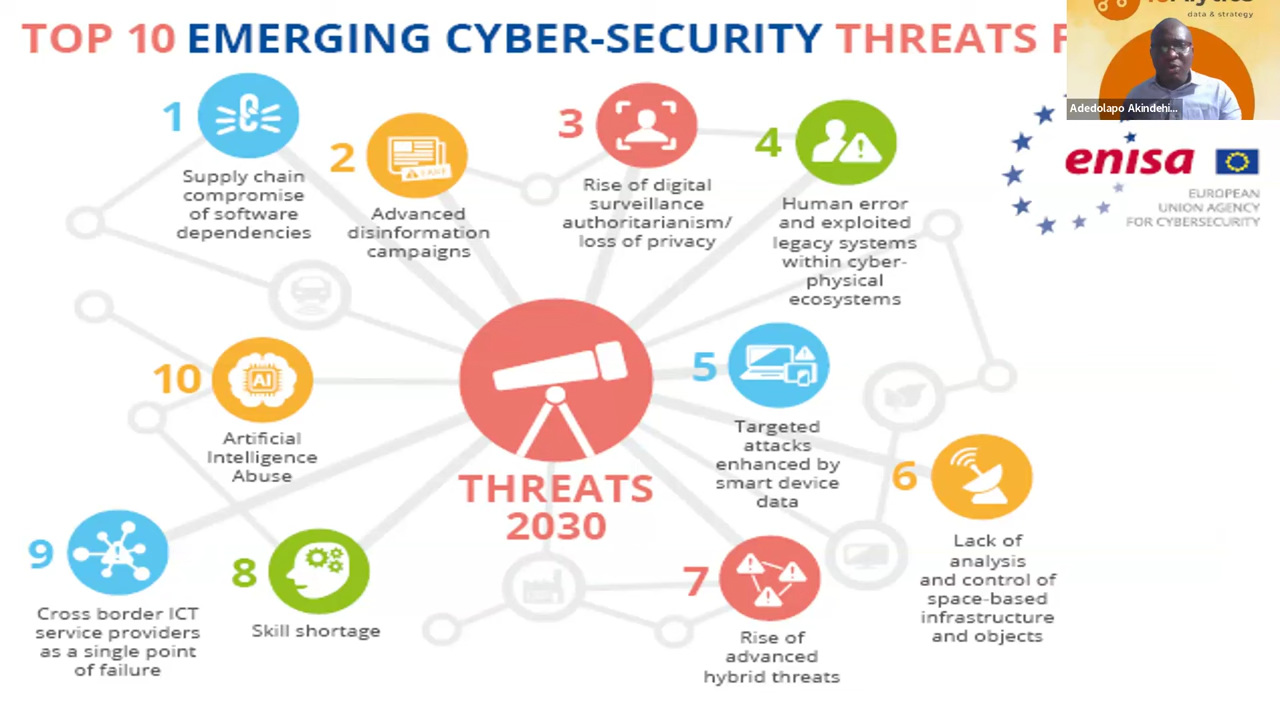 TOP 10 EMERGING CYBER-SECURITY THREATS F
data & strategy
Adedolapo Akindehi...
enisa
EUROPEAN
UNION AGENCY
FOR CYBERSECURITY
1
Supply chain
compromise
of software
dependencies
2
FAKE
Advanced
disinformation
campaigns
3
Rise of digital
surveillance
authoritarianism/
loss of privacy
4
Human error
and exploited
legacy systems
within cyber-
physical
ecosystems
5
Targeted
attacks
enhanced by
smart device
data
6
Lack of
analysis
and control of
space-based
infrastructure
and objects
7
Rise of
advanced
hybrid threats
8
Skill shortage
9
Cross border ICT
service providers
as a single point
of failure
10
AI
Artificial
Intelligence
Abuse
THREATS
2030